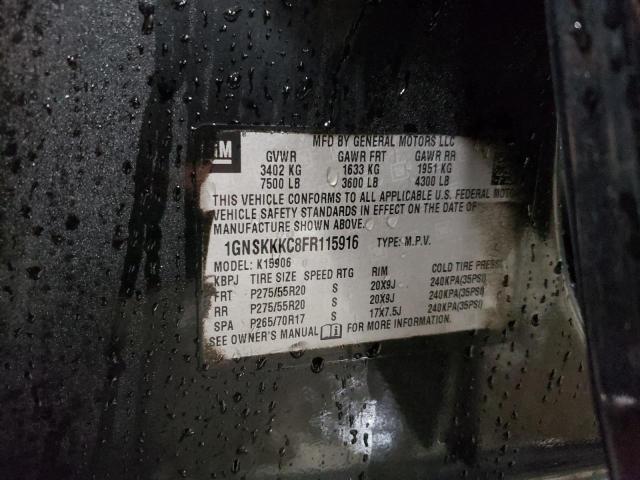 GM
MFD BY GENERAL MOTORS LLC
GVWR GAWR FRT GAWR RR
3402 KG 1633 KG 1951 KG
7500 LB 3600 LB 4300 LB
THIS VEHICLE CONFORMS TO ALL APPLICABLE U.S. FEDERAL MOTOR
VEHICLE SAFETY STANDARDS IN EFFECT ON THE DATE OF
MANUFACTURE SHOWN ABOVE.
1GNSKKKC8FR115916 TYPE: M.P.V.
MODEL: K15906
KBPJ TIRE SIZE SPEED RTG RIM COLD TIRE PRESS
FRT P275/55R20 S 20X9J 240KPA(35PSI)
RR P275/55R20 S 20X9J 240KPA(35PSI)
SPA P265/70R17 S 17X7.5J 240KPA(35PSI)
SEE OWNER'S MANUAL FOR MORE INFORMATION.